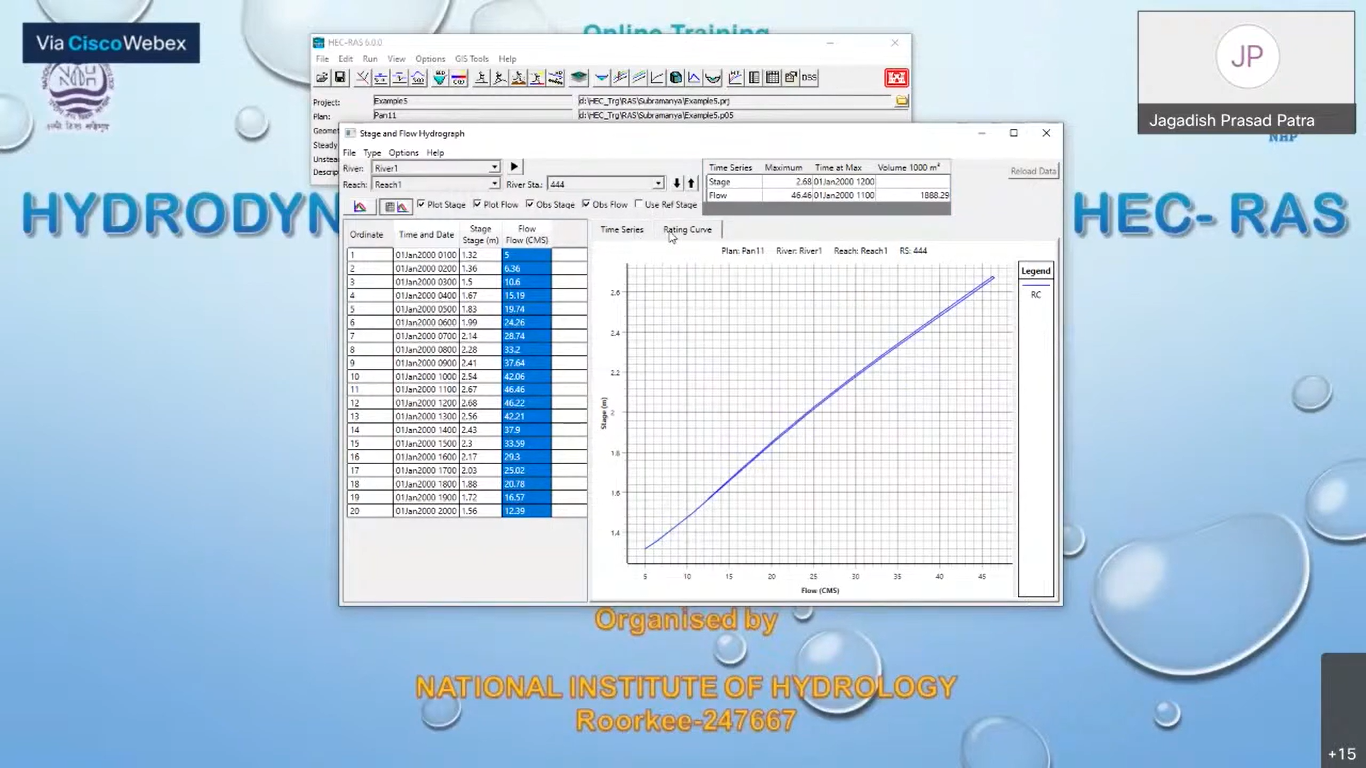 Via Cisco Webex
Online Training
HYDRODYN
HEC- RAS
JP
Jagadish Prasad Patra
NHP
HEC-RAS 6.0.0
File Edit Run View Options GIS Tools Help
DSS
Project: Example5 d:\HEC_Trg\RAS\Subramanya\Example5.prj
Plan: Pan11 d:\HEC_Trg\RAS\Subramanya\Example5.p05
Geomet
Steady
Unstea
Descrip
Stage and Flow Hydrograph
File Type Options Help
River: River1
Reach: Reach1 River Sta.: 444
Plot Stage Plot Flow Obs Stage Obs Flow Use Ref Stage
Time Series Maximum Time at Max Volume 1000 m³
Stage 2.68 01Jan2000 1200
Flow 46.46 01Jan2000 1100 1888.29
Reload Data
Ordinate Time and Date Stage Stage (m) Flow Flow (CMS)
1 01Jan2000 0100 1.32 5
2 01Jan2000 0200 1.36 6.36
3 01Jan2000 0300 1.5 10.6
4 01Jan2000 0400 1.67 15.19
5 01Jan2000 0500 1.83 19.74
6 01Jan2000 0600 1.99 24.26
7 01Jan2000 0700 2.14 28.74
8 01Jan2000 0800 2.28 33.2
9 01Jan2000 0900 2.41 37.64
10 01Jan2000 1000 2.54 42.06
11 01Jan2000 1100 2.67 46.46
12 01Jan2000 1200 2.68 46.22
13 01Jan2000 1300 2.56 42.21
14 01Jan2000 1400 2.43 37.9
15 01Jan2000 1500 2.3 33.59
16 01Jan2000 1600 2.17 29.3
17 01Jan2000 1700 2.03 25.02
18 01Jan2000 1800 1.88 20.78
19 01Jan2000 1900 1.72 16.57
20 01Jan2000 2000 1.56 12.39
Time Series Rating Curve
Plan: Pan11 River: River1 Reach: Reach1 RS: 444
Legend
RC
2.6
2.4
2.2
2
1.8
1.6
1.4
Stage (m)
5 10 15 20 25 30 35 40 45
Flow (CMS)
Organised by
NATIONAL INSTITUTE OF HYDROLOGY
Roorkee-247667
+15